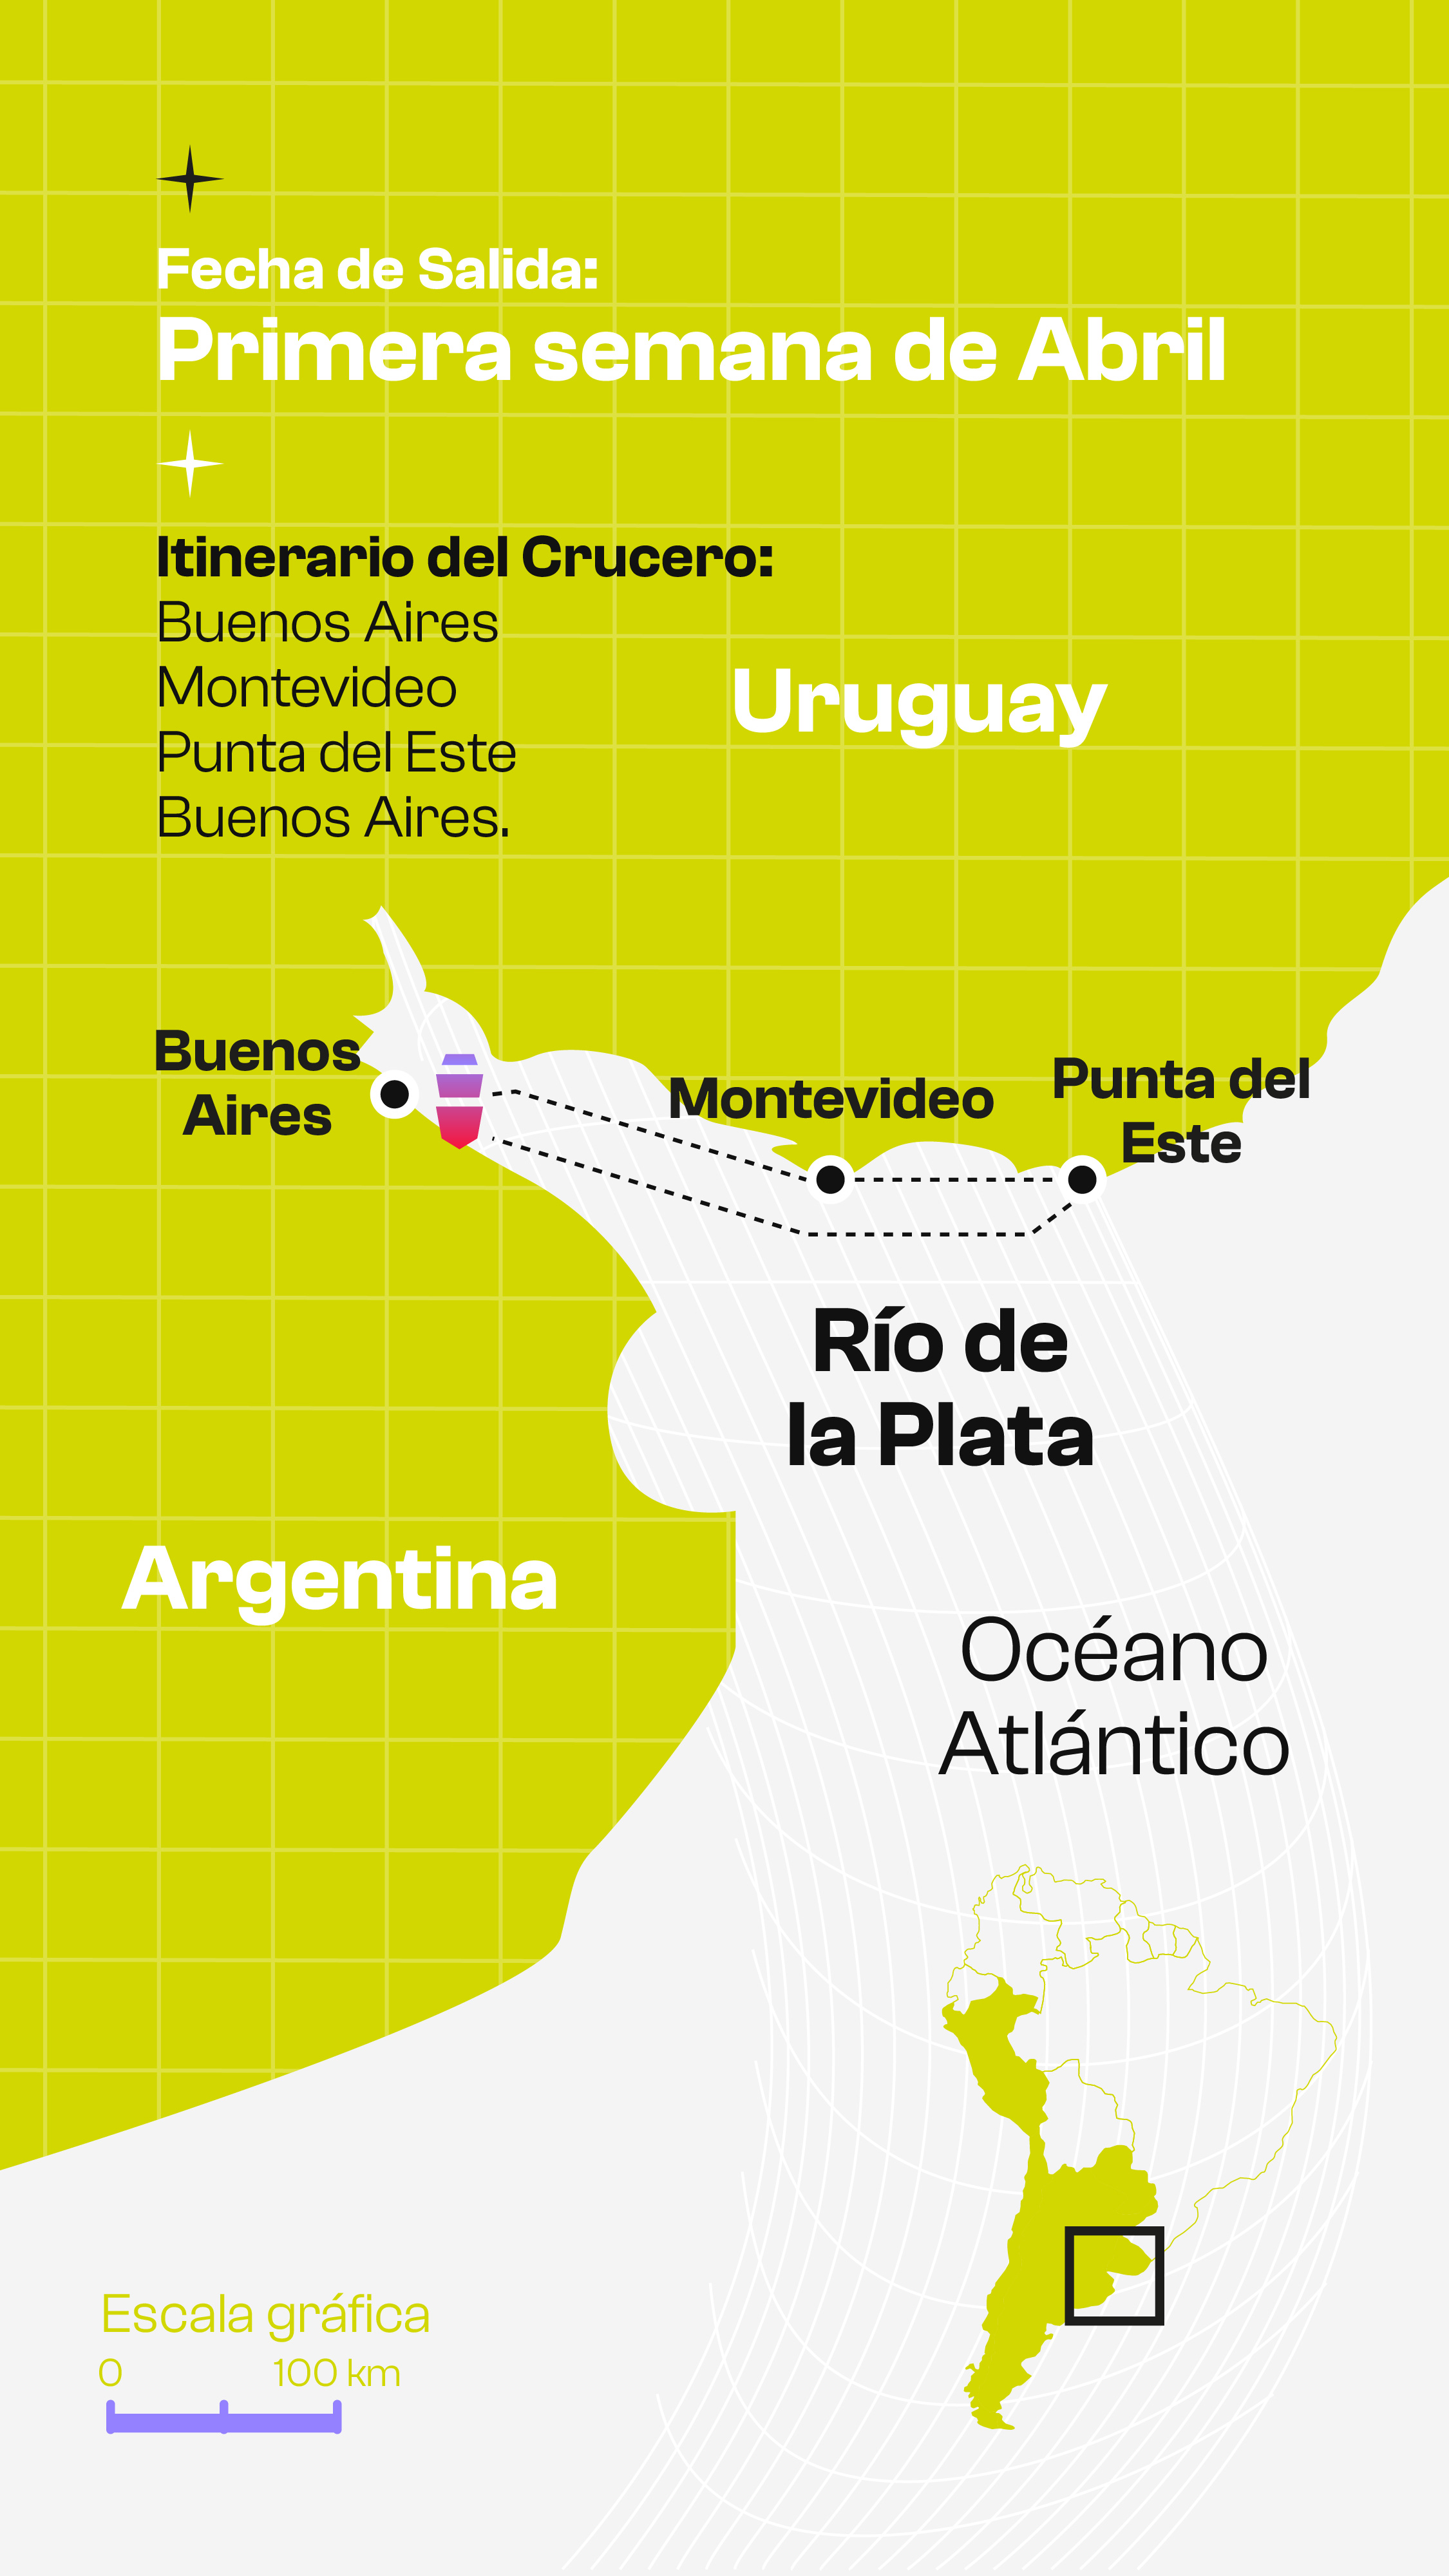 Fecha de Salida:
Primera semana de Abril
Itinerario del Crucero:
Buenos Aires
Montevideo
Punta del Este
Buenos Aires.
Uruguay
Buenos
Aires
Montevideo
Punta del
Este
Río de
la Plata
Argentina
Océano
Atlántico
Escala gráfica
0 100 km